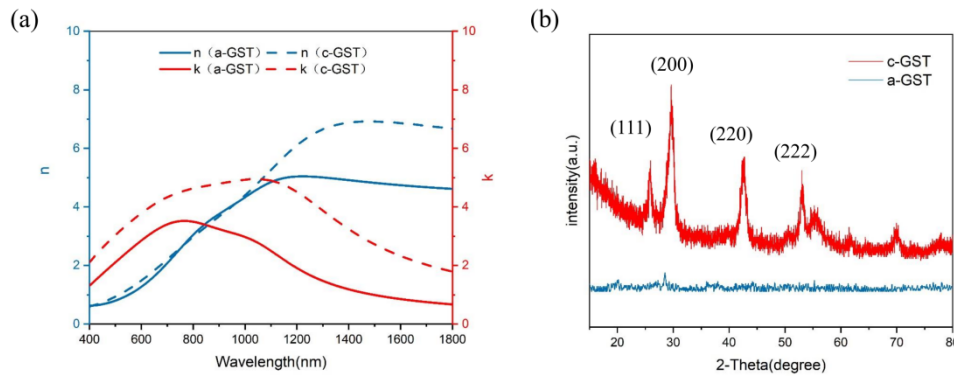 (a)
n（a-GST） n（c-GST）
k（a-GST） k（c-GST）
10
8
6
4
2
0
n
10
8
6
4
2
0
k
400 600 800 1000 1200 1400 1600 1800
Wavelength(nm)
(b)
c-GST
a-GST
(111)
(200)
(220)
(222)
intensity(a.u.)
20 30 40 50 60 70 80
2-Theta(degree)